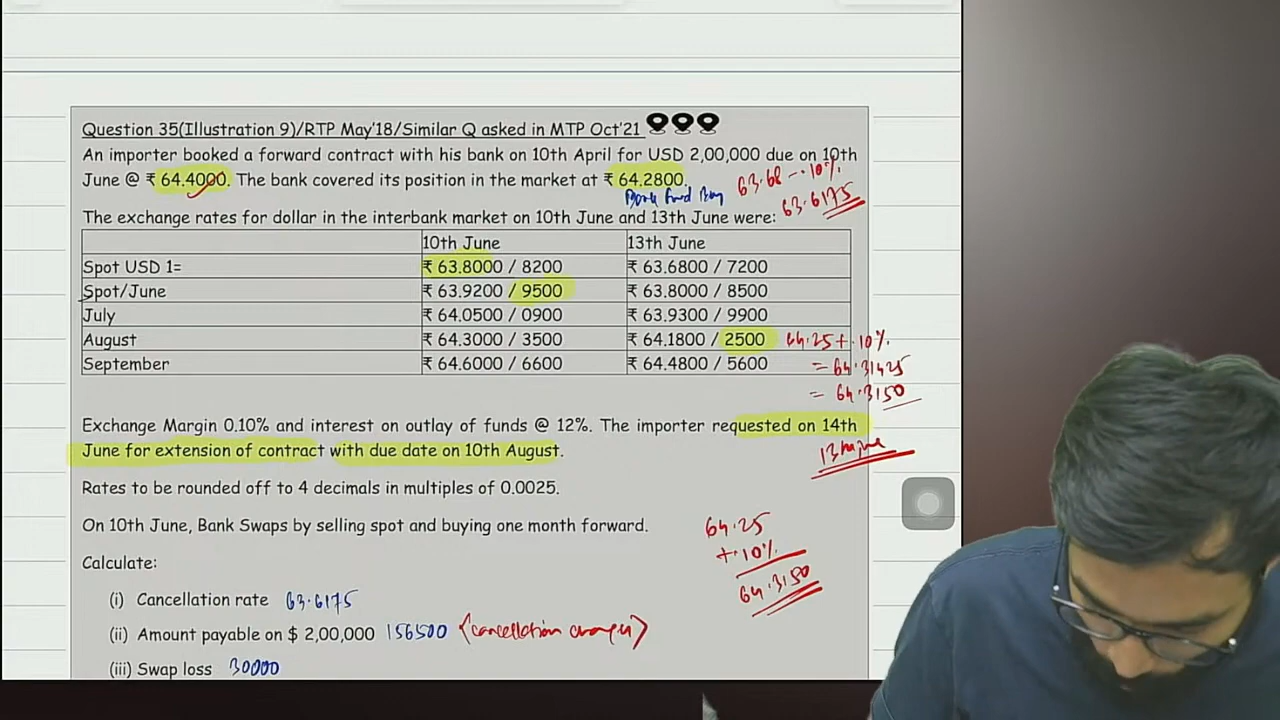 Question 35(Illustration 9)/RTP May'18/Similar Q asked in MTP Oct'21
An importer booked a forward contract with his bank on 10th April for USD 2,00,000 due on 10th
June @ ₹ 64.4000. The bank covered its position in the market at ₹ 64.2800.
63.68 - .10%
Bank Fwd Buy
63.6175
The exchange rates for dollar in the interbank market on 10th June and 13th June were:
10th June 13th June
Spot USD 1= ₹ 63.8000 / 8200 ₹ 63.6800 / 7200
Spot/June ₹ 63.9200 / 9500 ₹ 63.8000 / 8500
July ₹ 64.0500 / 0900 ₹ 63.9300 / 9900
August ₹ 64.3000 / 3500 ₹ 64.1800 / 2500 64.25 + .10%
September ₹ 64.6000 / 6600 ₹ 64.4800 / 5600 = 64.31425
= 64.3150
Exchange Margin 0.10% and interest on outlay of funds @ 12%. The importer requested on 14th
June for extension of contract with due date on 10th August.
13 June
Rates to be rounded off to 4 decimals in multiples of 0.0025.
On 10th June, Bank Swaps by selling spot and buying one month forward.
64.25
+.10%
64.3150
Calculate:
(i) Cancellation rate 63.6175
(ii) Amount payable on $ 2,00,000 156500 (cancellation charges)
(iii) Swap loss 30000